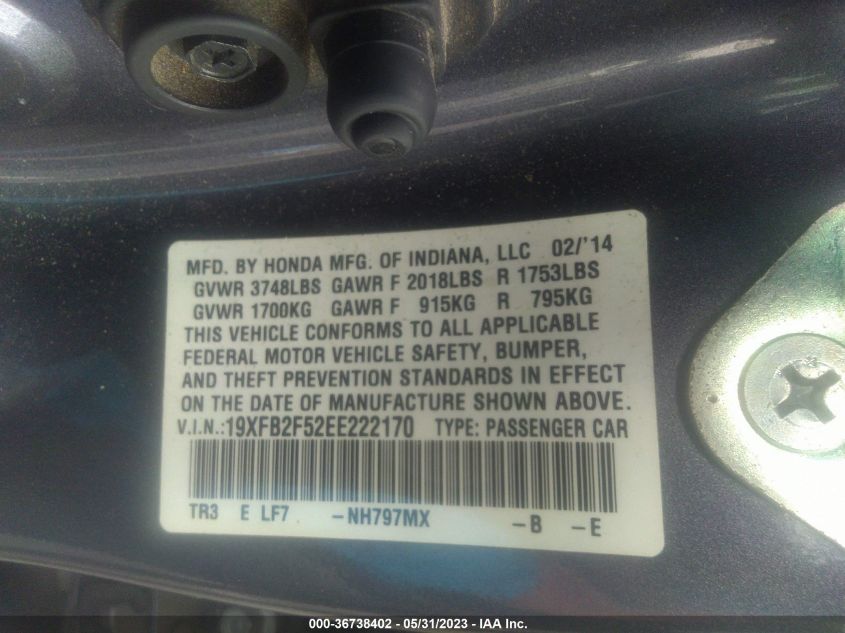 MFD. BY HONDA MFG. OF INDIANA, LLC 02/'14
GVWR 3748LBS GAWR F 2018LBS R 1753LBS
GVWR 1700KG GAWR F 915KG R 795KG
THIS VEHICLE CONFORMS TO ALL APPLICABLE
FEDERAL MOTOR VEHICLE SAFETY, BUMPER,
AND THEFT PREVENTION STANDARDS IN EFFECT
ON THE DATE OF MANUFACTURE SHOWN ABOVE.
V.I.N.:19XFB2F52EE222170 TYPE: PASSENGER CAR
TR3 E LF7 -NH797MX -B -E
000-36738402 - 05/31/2023 - IAA Inc.